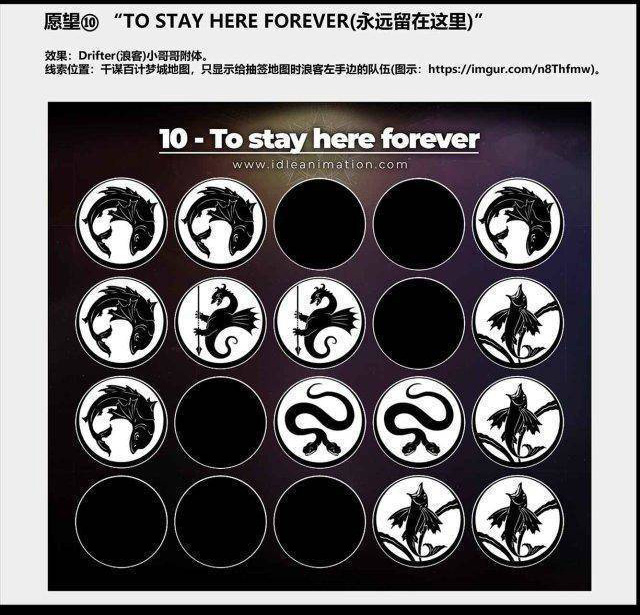 愿望⑩ “TO STAY HERE FOREVER(永远留在这里)”
效果：Drifter(浪客)小哥哥附体。
线索位置：千谋百计梦城地图，只显示给抽签地图时浪客左手边的队伍(图示：https://imgur.com/n8Thfmw)。
10 - To stay here forever
www.idleanimation.com